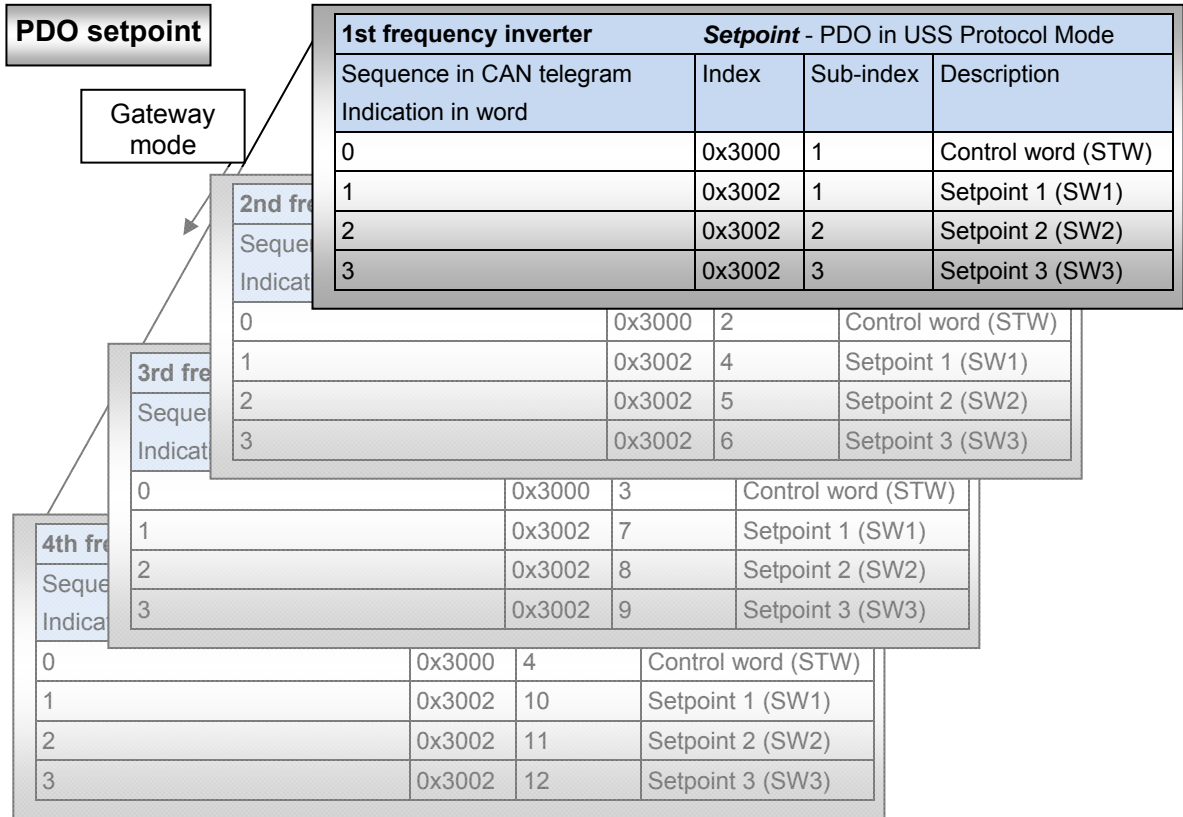 PDO setpoint
Gateway
mode
1st frequency inverter Setpoint - PDO in USS Protocol Mode
Sequence in CAN telegram Index Sub-index Description
Indication in word
0 0x3000 1 Control word (STW)
1 0x3002 1 Setpoint 1 (SW1)
2 0x3002 2 Setpoint 2 (SW2)
3 0x3002 3 Setpoint 3 (SW3)
2nd fre
Sequer
Indicat
0 0x3000 2 Control word (STW)
1 0x3002 4 Setpoint 1 (SW1)
2 0x3002 5 Setpoint 2 (SW2)
3 0x3002 6 Setpoint 3 (SW3)
3rd fre
Sequer
Indicat
0 0x3000 3 Control word (STW)
1 0x3002 7 Setpoint 1 (SW1)
2 0x3002 8 Setpoint 2 (SW2)
3 0x3002 9 Setpoint 3 (SW3)
4th fre
Seque
Indica
0 0x3000 4 Control word (STW)
1 0x3002 10 Setpoint 1 (SW1)
2 0x3002 11 Setpoint 2 (SW2)
3 0x3002 12 Setpoint 3 (SW3)